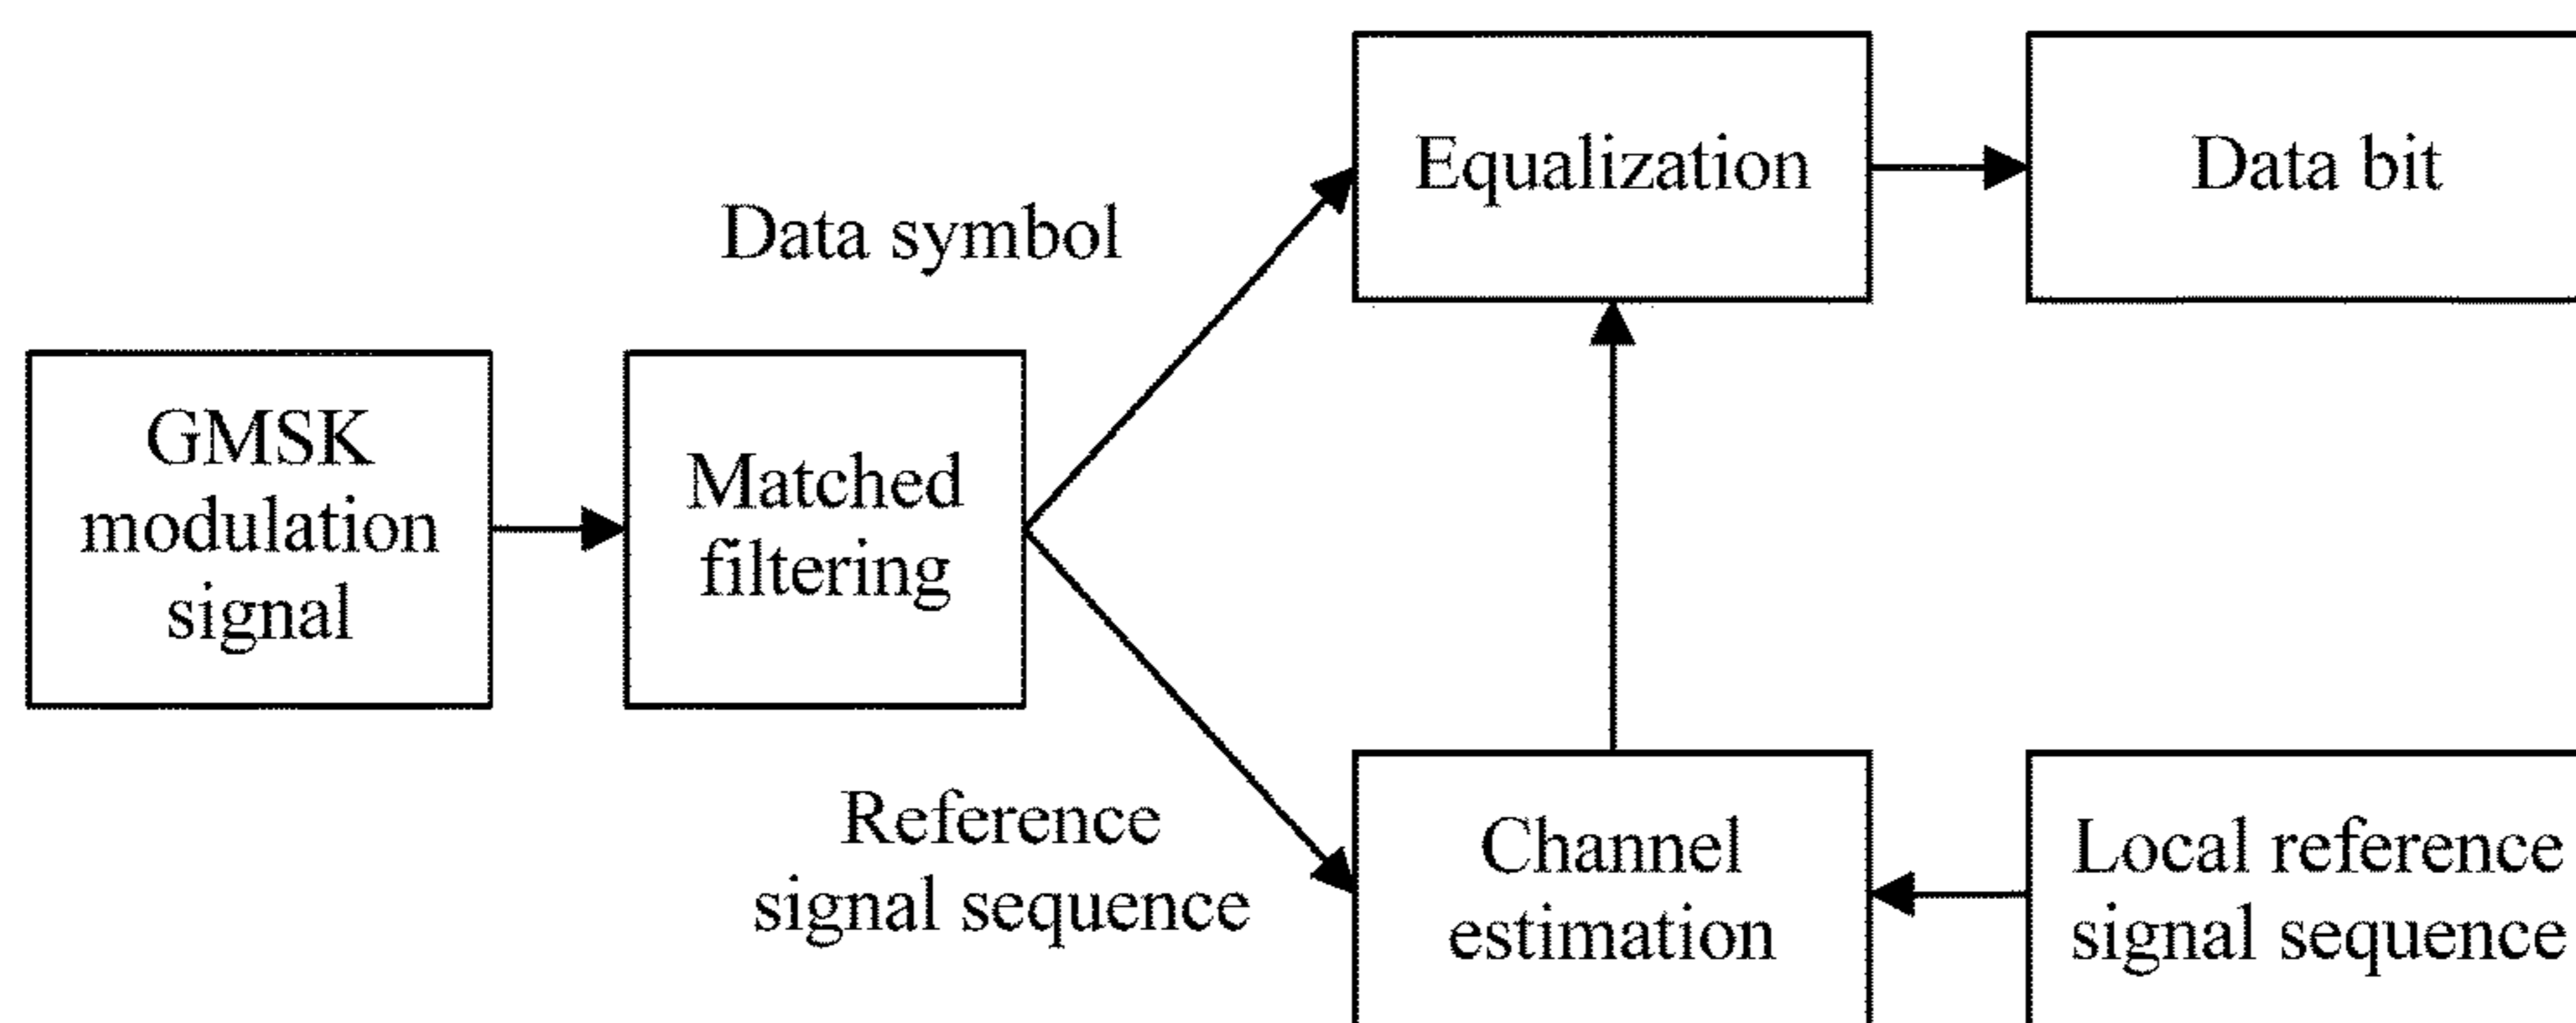 GMSK
modulation
signal
Matched
filtering
Data symbol
Reference
signal sequence
Equalization
Data bit
Channel
estimation
Local reference
signal sequence